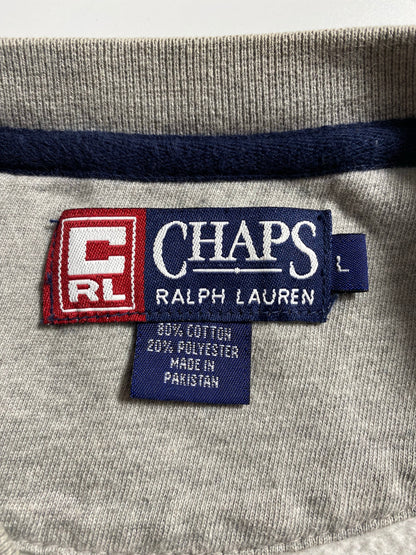 C
RL
CHAPS
RALPH LAUREN
L
80% COTTON
20% POLYESTER
MADE IN
PAKISTAN